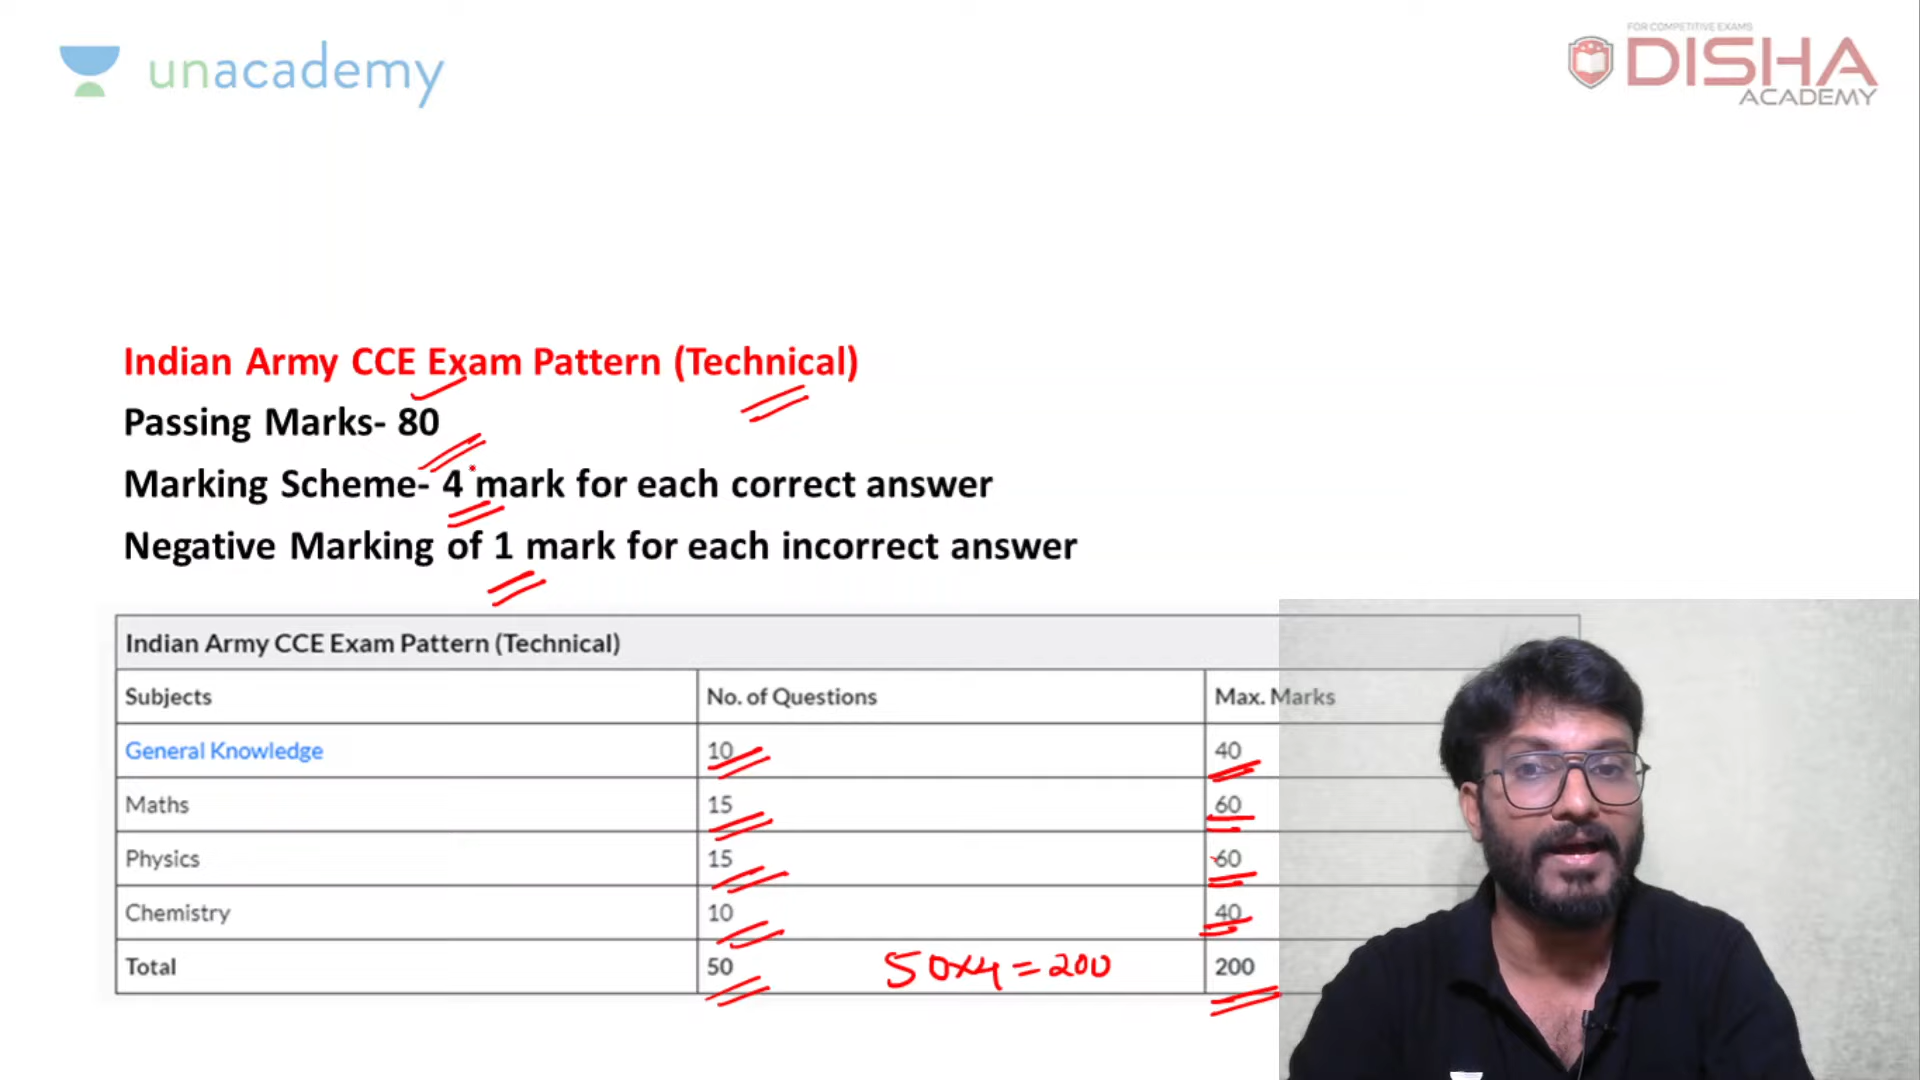 unacademy
FOR COMPETITIVE EXAMS
DISHA
ACADEMY
Indian Army CCE Exam Pattern (Technical)
Passing Marks- 80
Marking Scheme- 4 mark for each correct answer
Negative Marking of 1 mark for each incorrect answer
Indian Army CCE Exam Pattern (Technical)
Subjects No. of Questions Max. Marks
General Knowledge 10 40
Maths 15 60
Physics 15 60
Chemistry 10 40
Total 50 50x4=200 200